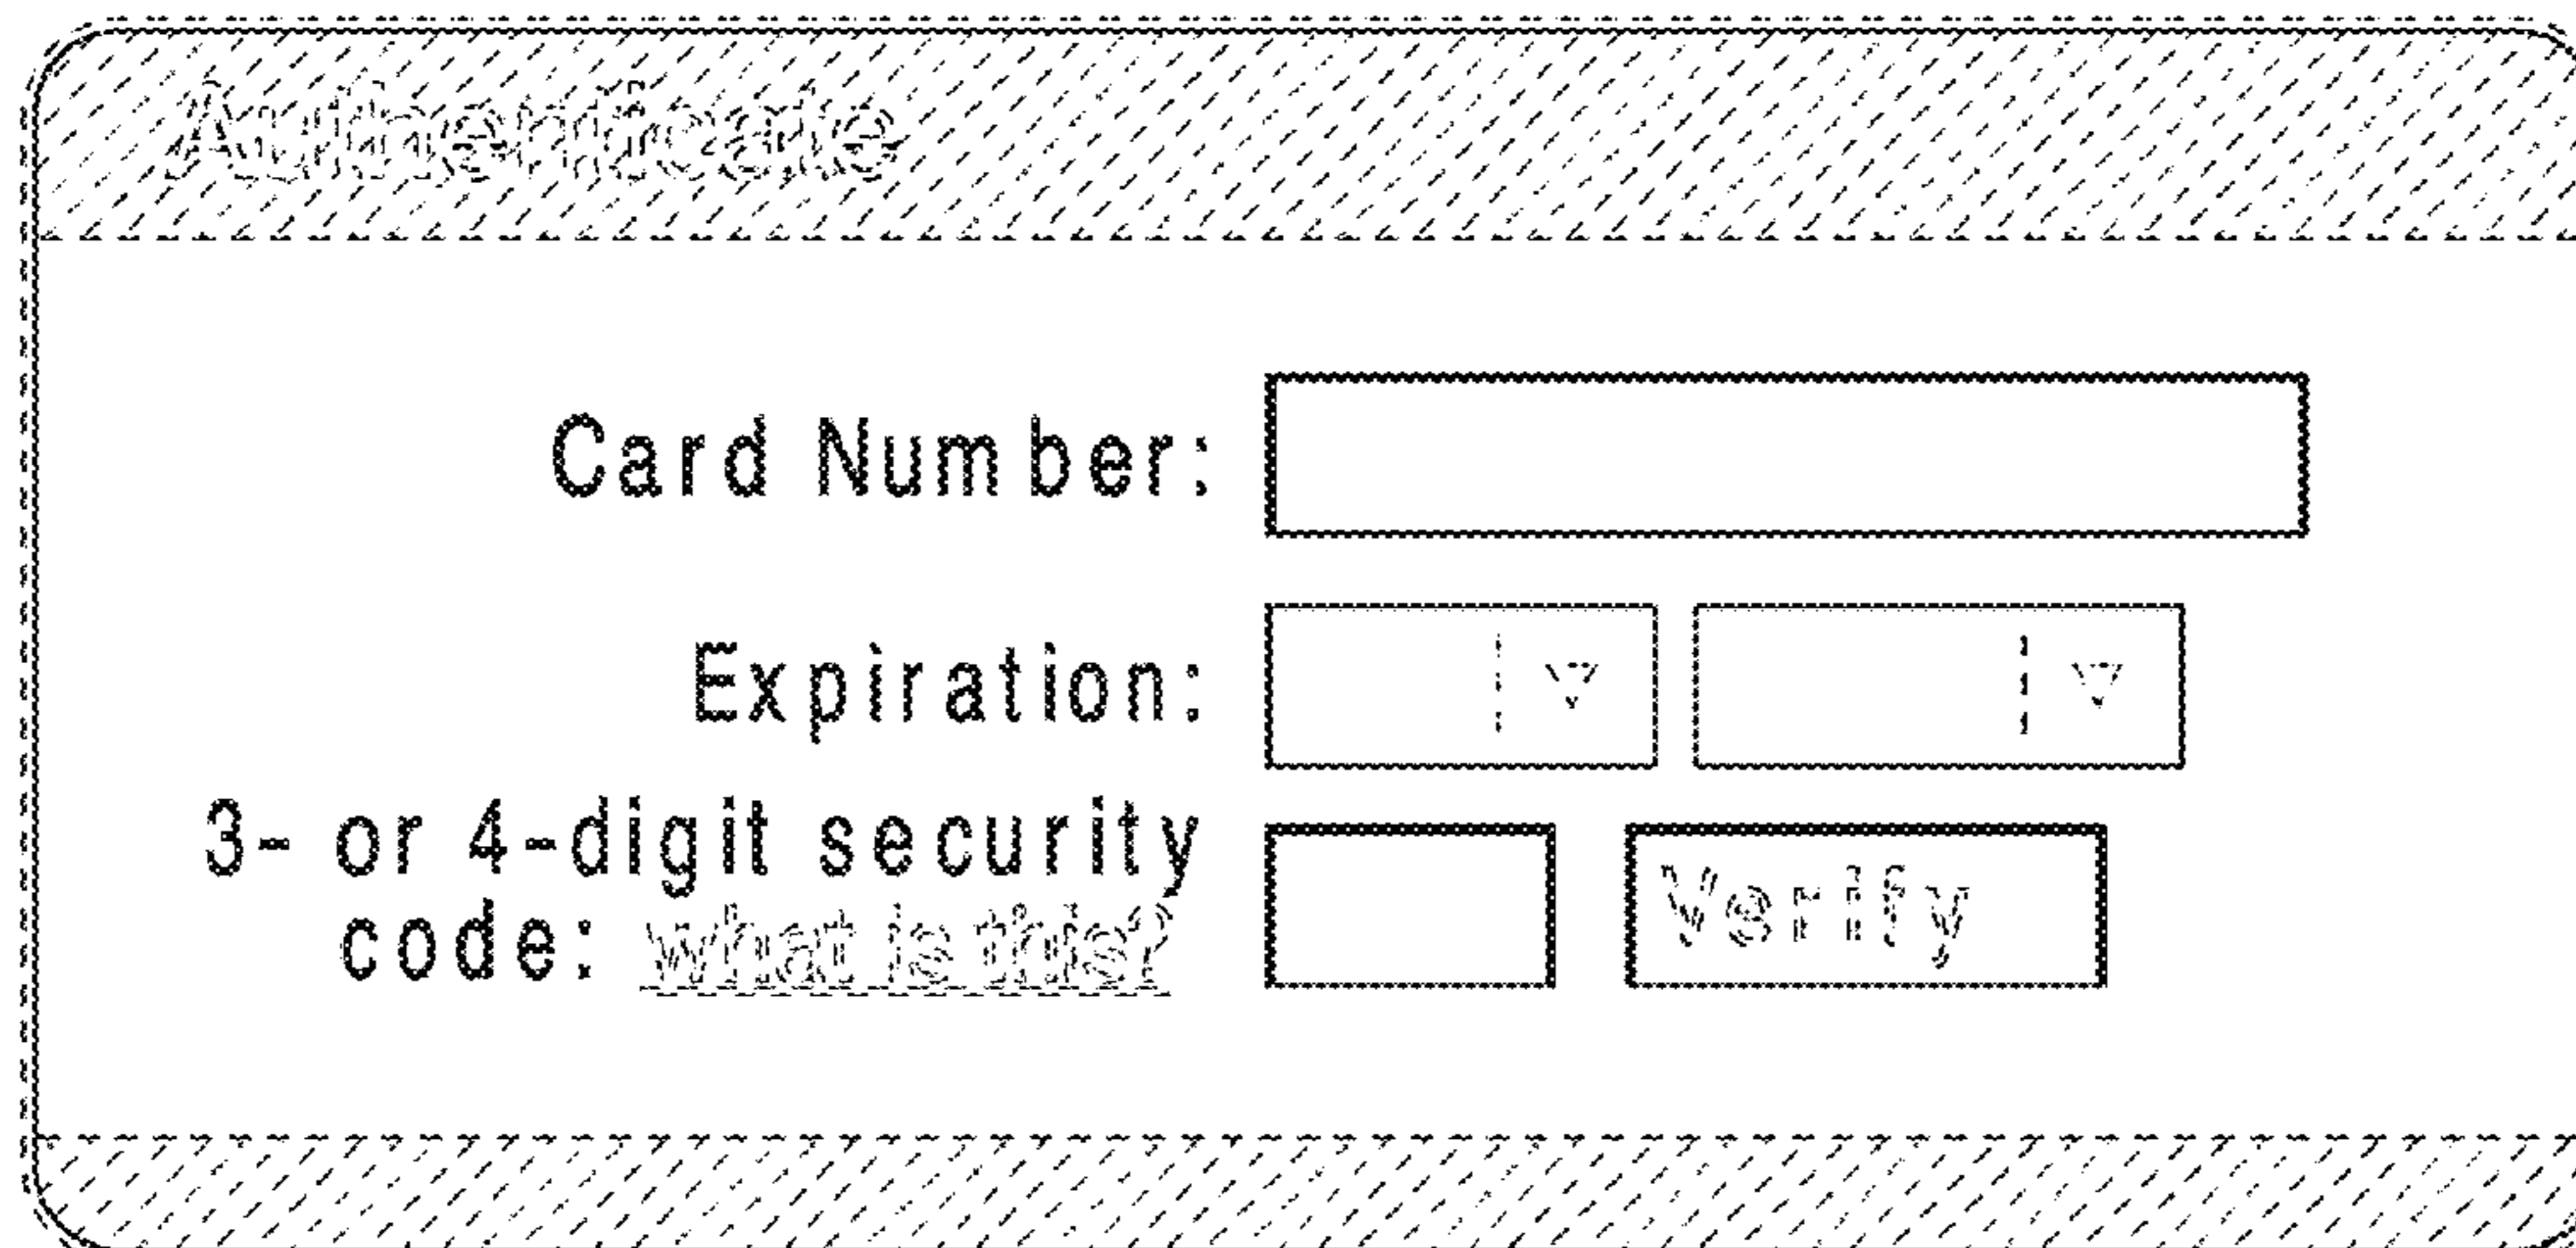 Authenticate
Card Number:
Expiration:
3- or 4-digit security
code: what is this?
Verify